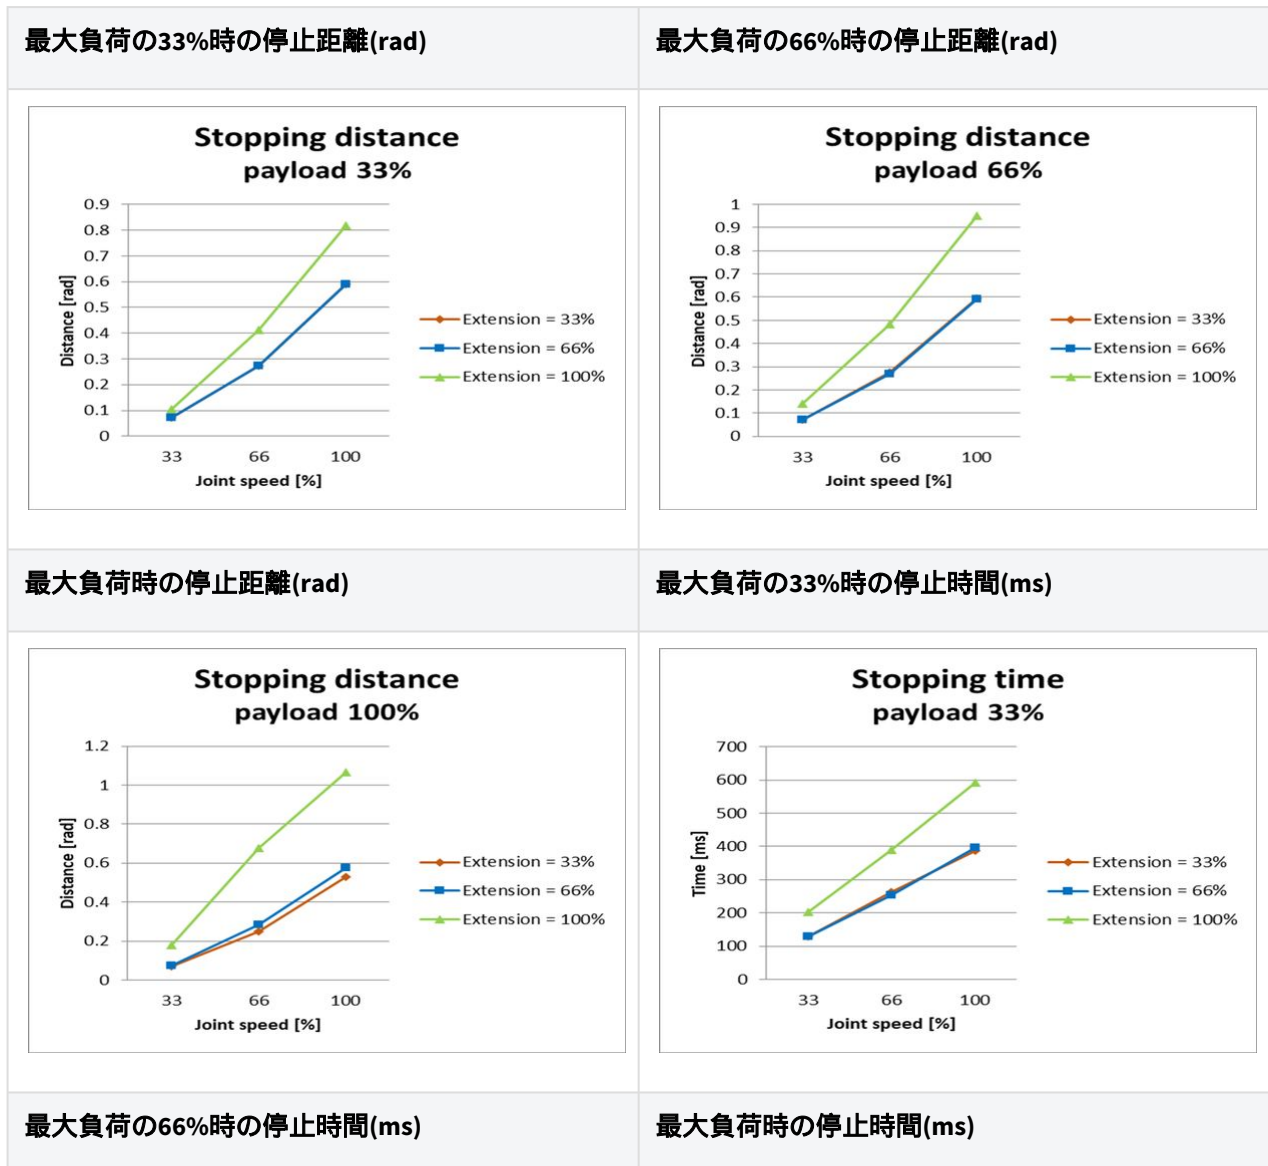 最大負荷の33%時の停止距離(rad)
最大負荷の66%時の停止距離(rad)
Stopping distance
payload 33%
0.9
0.8
0.7
0.6
0.5
0.4
0.3
0.2
0.1
0
Distance [rad]
33 66 100
Joint speed [%]
Extension = 33%
Extension = 66%
Extension = 100%
Stopping distance
payload 66%
1
0.9
0.8
0.7
0.6
0.5
0.4
0.3
0.2
0.1
0
Distance [rad]
33 66 100
Joint speed [%]
Extension = 33%
Extension = 66%
Extension = 100%
最大負荷時の停止距離(rad)
最大負荷の33%時の停止時間(ms)
Stopping distance
payload 100%
1.2
1
0.8
0.6
0.4
0.2
0
Distance [rad]
33 66 100
Joint speed [%]
Extension = 33%
Extension = 66%
Extension = 100%
Stopping time
payload 33%
700
600
500
400
300
200
100
0
Time [ms]
33 66 100
Joint speed [%]
Extension = 33%
Extension = 66%
Extension = 100%
最大負荷の66%時の停止時間(ms)
最大負荷時の停止時間(ms)